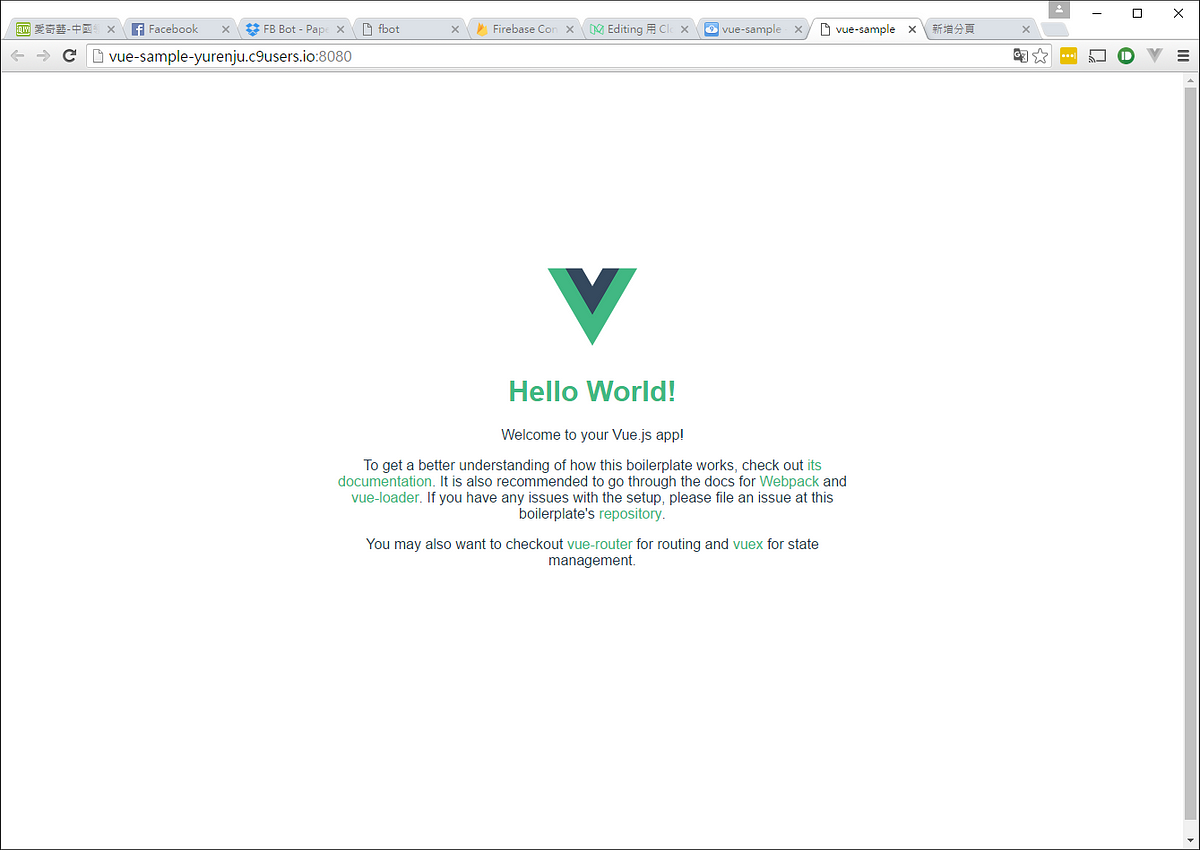 愛奇藝-中國
Facebook
FB Bot - Pape
fbot
Firebase Con
Editing 用 Cl
vue-sample
vue-sample
新增分頁
vue-sample-yurenju.c9users.io:8080
Hello World!
Welcome to your Vue.js app!
To get a better understanding of how this boilerplate works, check out its
documentation. It is also recommended to go through the docs for Webpack and
vue-loader. If you have any issues with the setup, please file an issue at this
boilerplate's repository.
You may also want to checkout vue-router for routing and vuex for state
management.